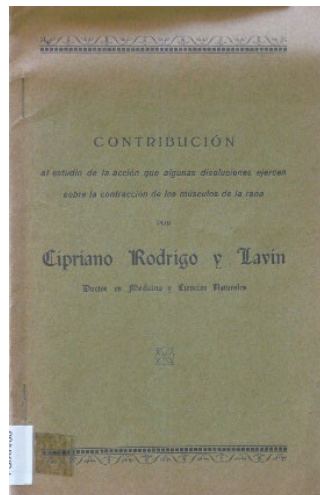 CONTRIBUCIÓN
al estudio de la acción que algunas disoluciones ejercen
sobre la contracción de los músculos de la rana
POR
Cipriano Rodrigo y Lavín
Doctor en Medicina y Ciencias Naturales